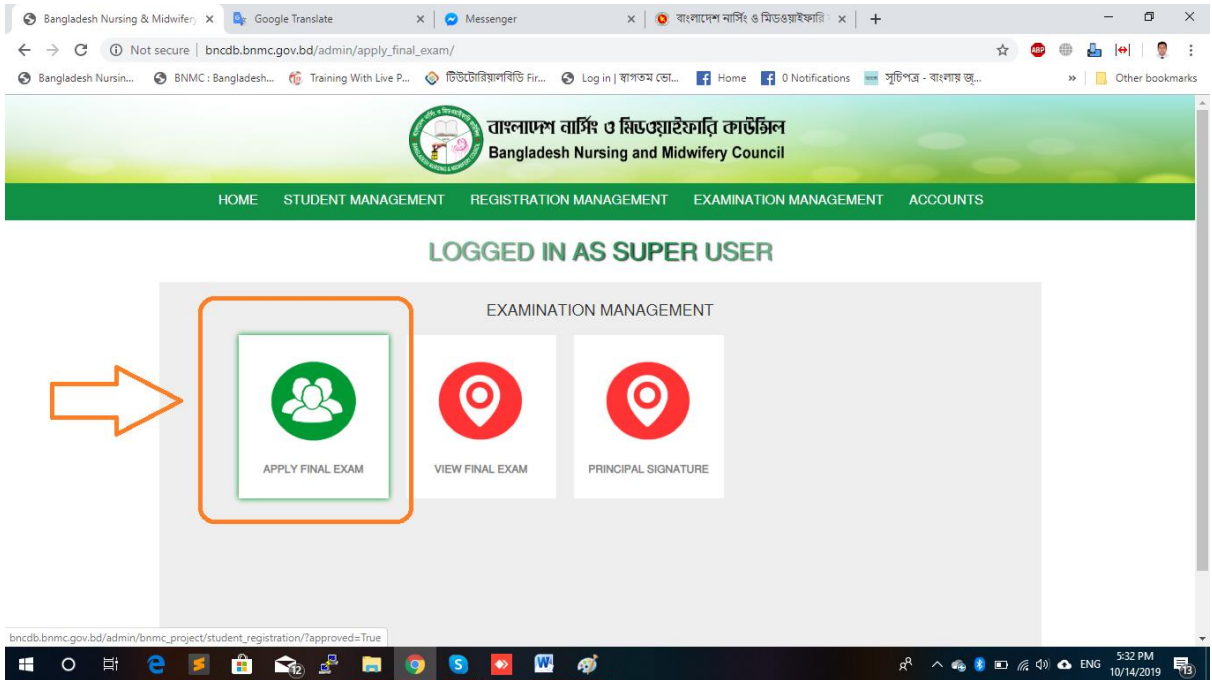 Bangladesh Nursing & Midwifery
Google Translate
Messenger
বাংলাদেশ নার্সিং ও মিডওয়াইফারি
Not secure | bncdb.bnmc.gov.bd/admin/apply_final_exam/
ABP
Bangladesh Nursin...
BNMC : Bangladesh...
Training With Live P...
টিউটোরিয়ালবিডি Fir...
Log in | স্বাগতম ভো...
Home
0 Notifications
সূচিপত্র - বাংলায় জু...
»
Other bookmarks
বাংলাদেশ নার্সিং ও মিডওয়াইফারি কাউন্সিল
Bangladesh Nursing and Midwifery Council
HOME STUDENT MANAGEMENT REGISTRATION MANAGEMENT EXAMINATION MANAGEMENT ACCOUNTS
LOGGED IN AS SUPER USER
EXAMINATION MANAGEMENT
APPLY FINAL EXAM
VIEW FINAL EXAM
PRINCIPAL SIGNATURE
bncdb.bnmc.gov.bd/admin/bnmc_project/student_registration/?approved=True
12
ENG
5:32 PM
10/14/2019
13